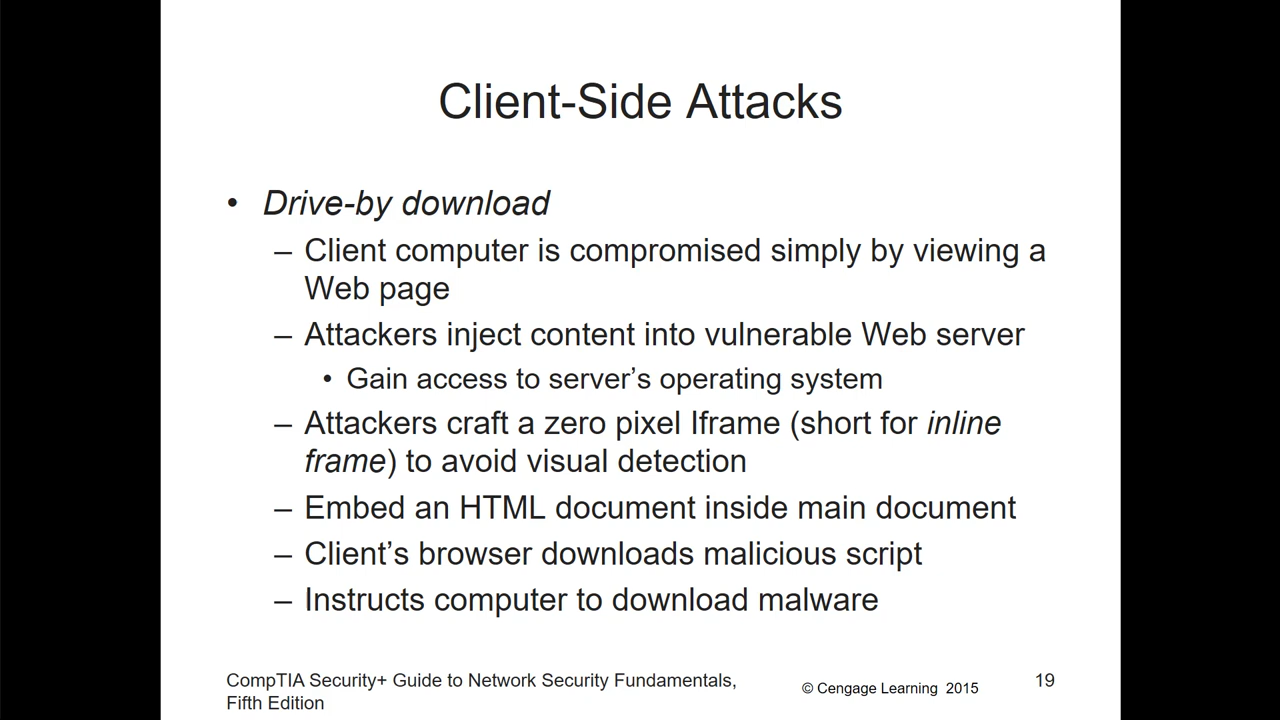 Client-Side Attacks
• Drive-by download
– Client computer is compromised simply by viewing a
Web page
– Attackers inject content into vulnerable Web server
• Gain access to server’s operating system
– Attackers craft a zero pixel Iframe (short for inline
frame) to avoid visual detection
– Embed an HTML document inside main document
– Client’s browser downloads malicious script
– Instructs computer to download malware
CompTIA Security+ Guide to Network Security Fundamentals,
Fifth Edition
© Cengage Learning 2015
19